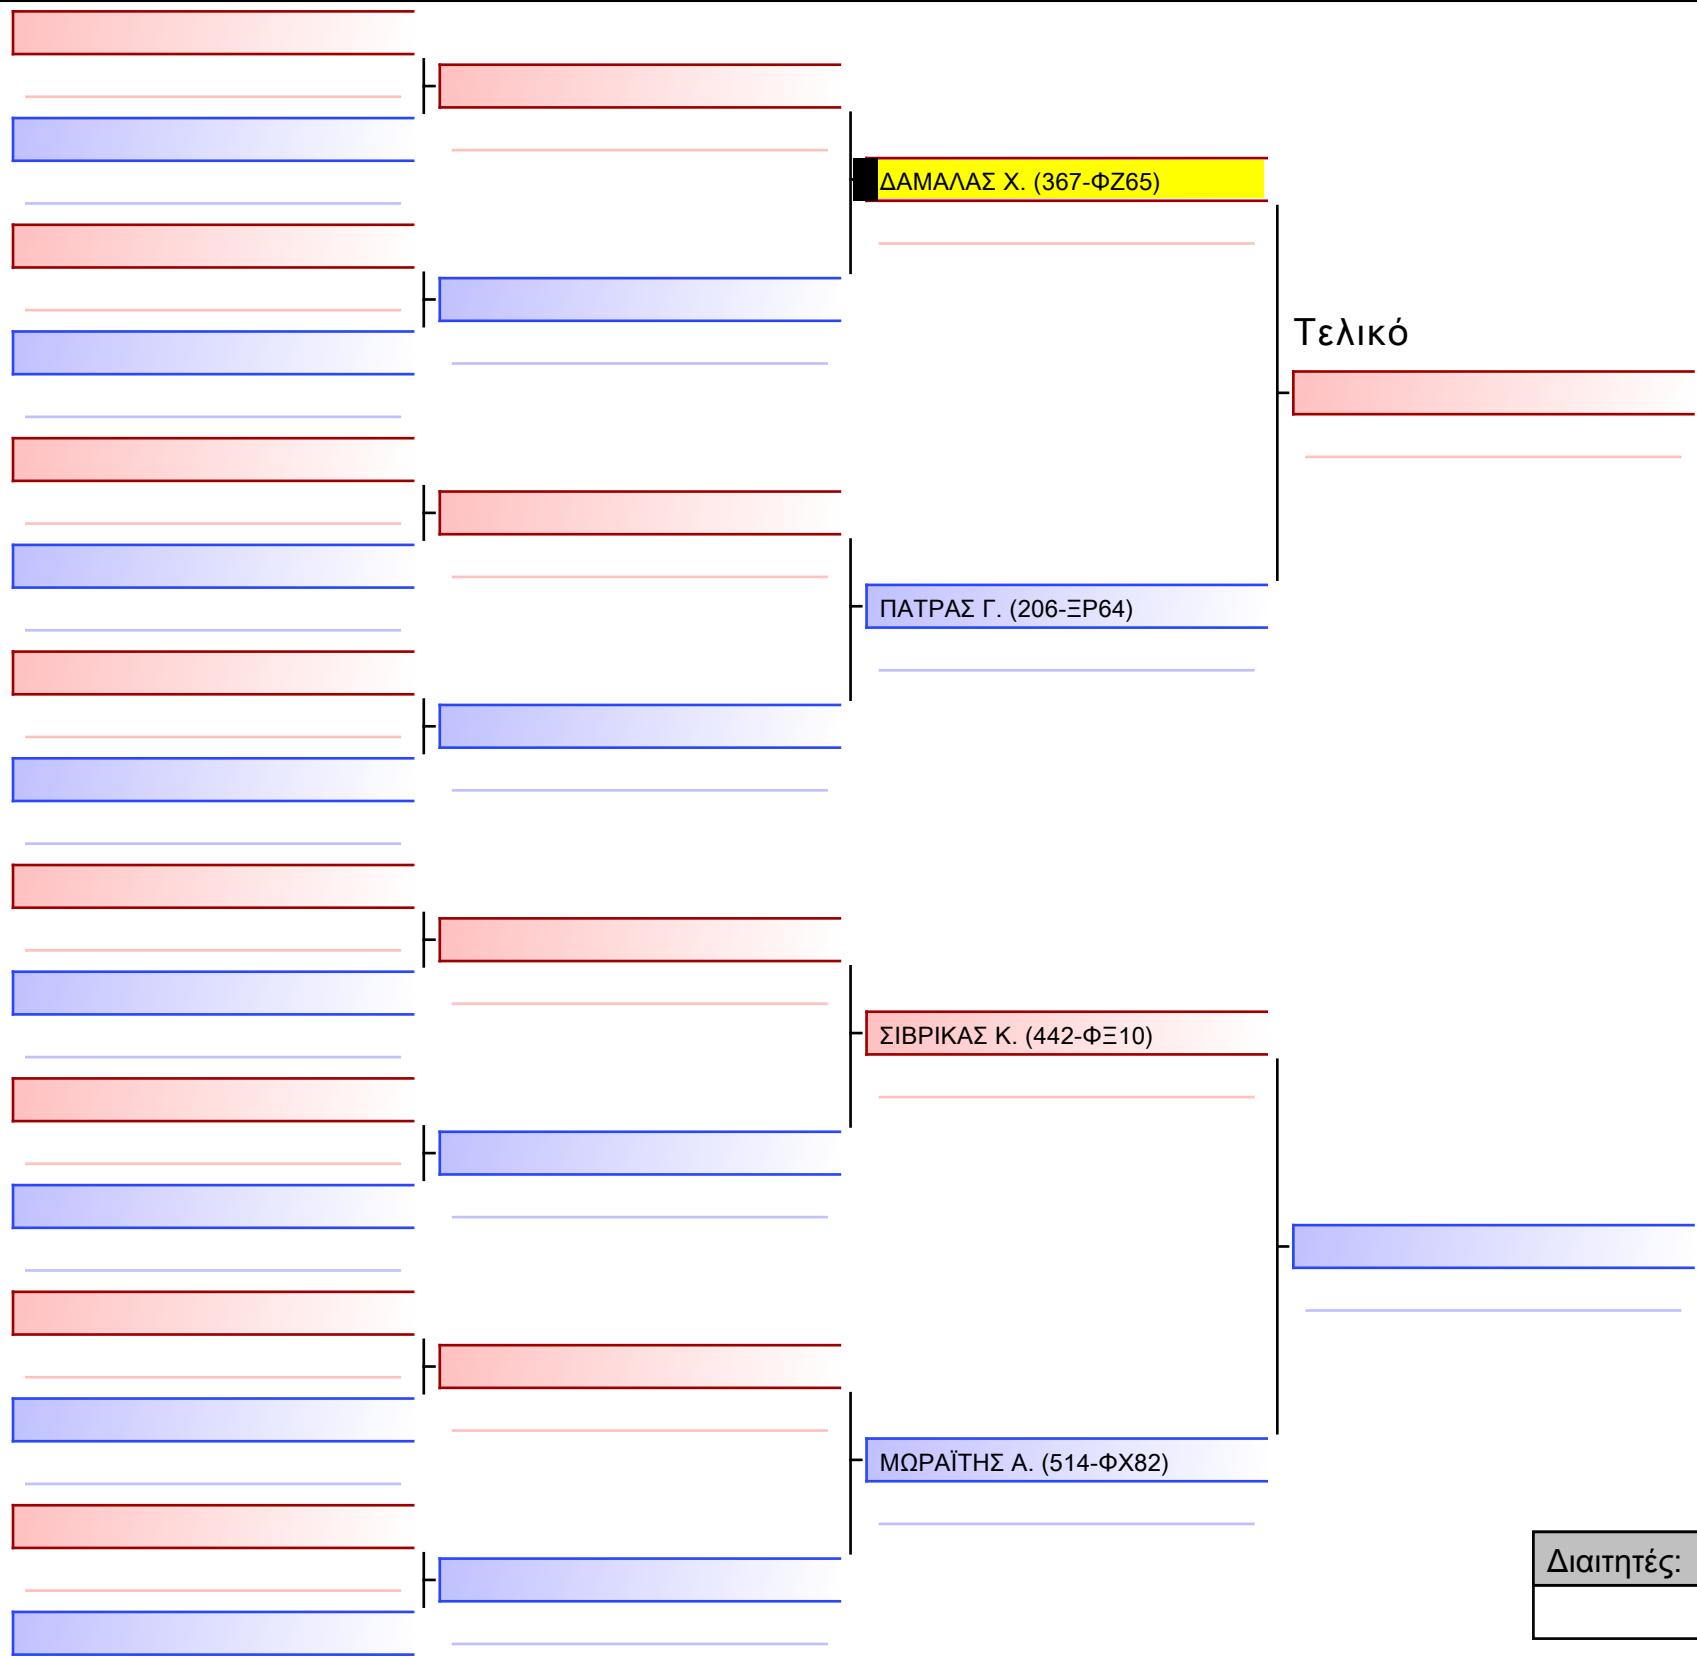 ΔΑΜΑΛΑΣ Χ. (367-ΦΖ65)
Τελικό
ΠΑΤΡΑΣ Γ. (206-ΞΡ64)
ΣΙΒΡΙΚΑΣ Κ. (442-ΦΞ10)
ΜΩΡΑΪΤΗΣ Α. (514-ΦΧ82)
Διαιτητές: